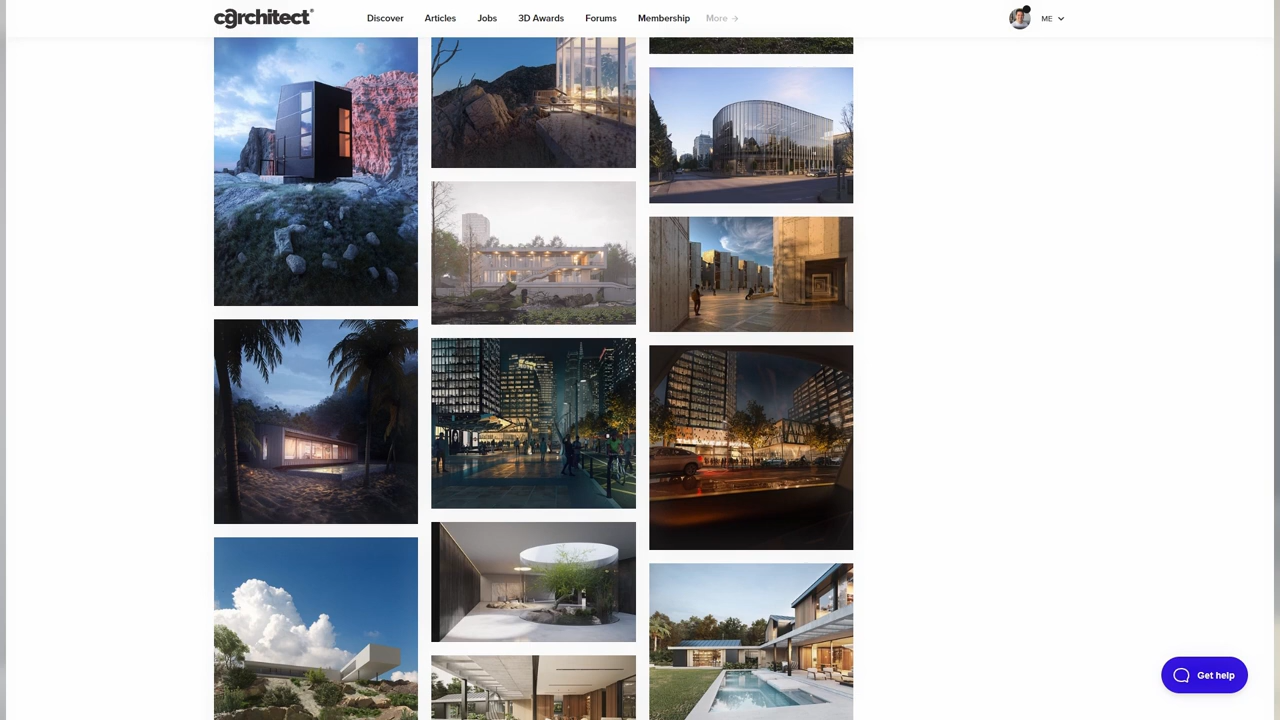 cgarchitect
Discover
Articles
Jobs
3D Awards
Forums
Membership
More
ME
Get help